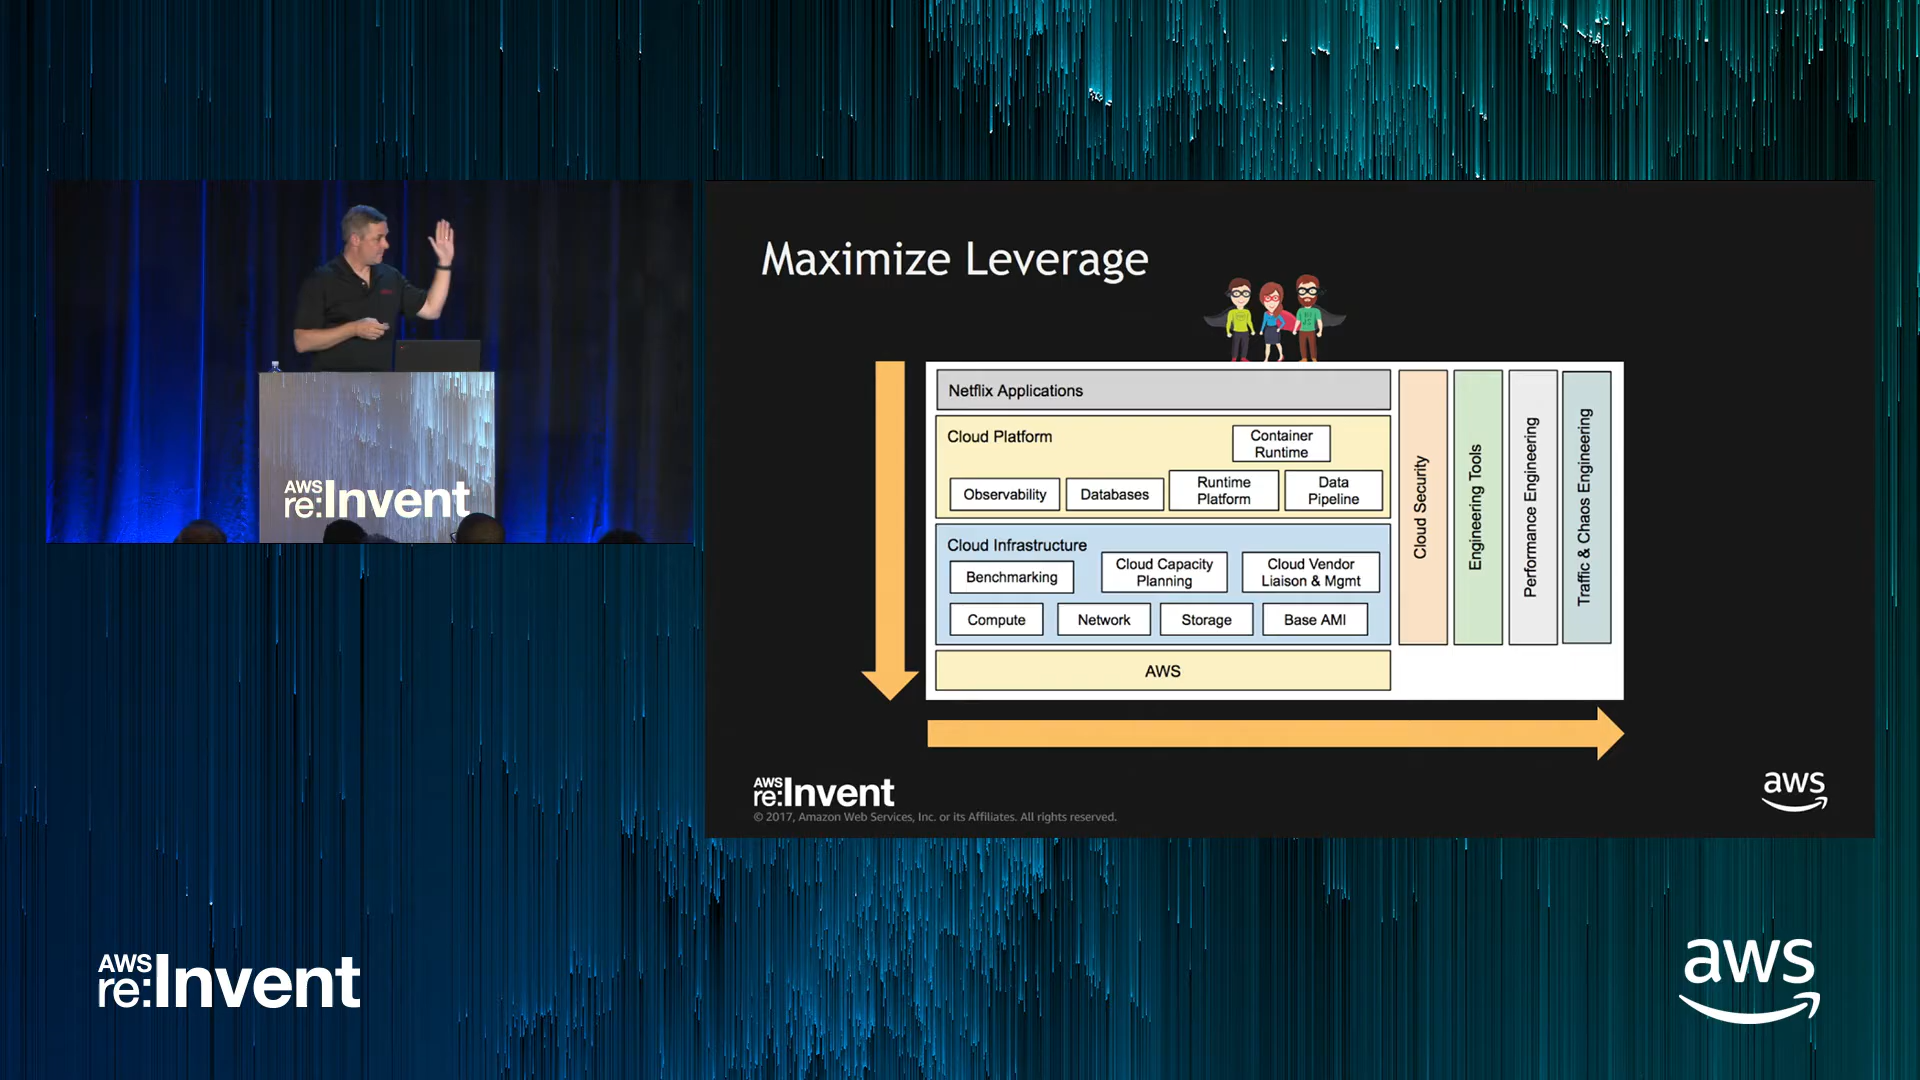 AWS
re:Invent
Maximize Leverage
Netflix Applications
Cloud Platform
Container
Runtime
Observability
Databases
Runtime
Platform
Data
Pipeline
Cloud Infrastructure
Benchmarking
Cloud Capacity
Planning
Cloud Vendor
Liaison & Mgmt
Compute
Network
Storage
Base AMI
AWS
Cloud Security
Engineering Tools
Performance Engineering
Traffic & Chaos Engineering
AWS
re:Invent
© 2017, Amazon Web Services, Inc. or its Affiliates. All rights reserved.
aws
AWS
re:Invent
aws